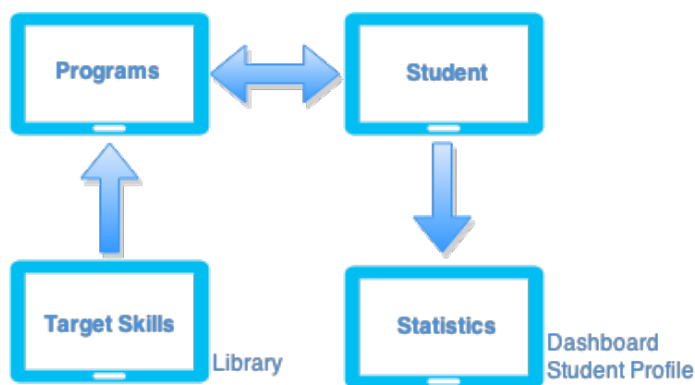 Programs
Student
Target Skills
Library
Statistics
Dashboard
Student Profile